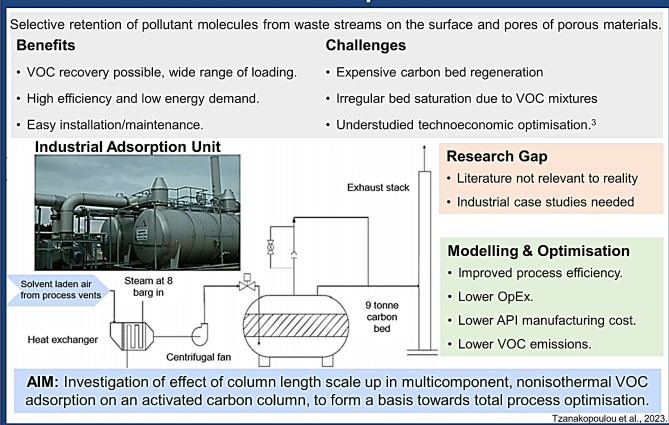 Selective retention of pollutant molecules from waste streams on the surface and pores of porous materials.
Benefits
• VOC recovery possible, wide range of loading.
• High efficiency and low energy demand.
• Easy installation/maintenance.
Challenges
• Expensive carbon bed regeneration
• Irregular bed saturation due to VOC mixtures
• Understudied technoeconomic optimisation.³
Industrial Adsorption Unit
Exhaust stack
Solvent laden air
from process vents
Steam at 8
barg in
Heat exchanger
Centrifugal fan
9 tonne
carbon
bed
Research Gap
• Literature not relevant to reality
• Industrial case studies needed
Modelling & Optimisation
• Improved process efficiency.
• Lower OpEx.
• Lower API manufacturing cost.
• Lower VOC emissions.
AIM: Investigation of effect of column length scale up in multicomponent, nonisothermal VOC
adsorption on an activated carbon column, to form a basis towards total process optimisation.
Tzanakopoulou et al., 2023.